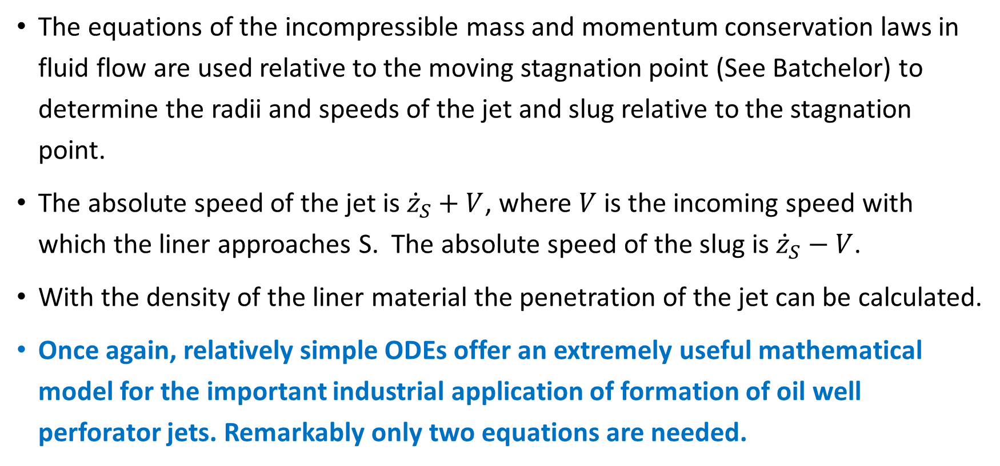 • The equations of the incompressible mass and momentum conservation laws in
fluid flow are used relative to the moving stagnation point (See Batchelor) to
determine the radii and speeds of the jet and slug relative to the stagnation
point.
• The absolute speed of the jet is ż_S + V, where V is the incoming speed with
which the liner approaches S.  The absolute speed of the slug is ż_S − V.
• With the density of the liner material the penetration of the jet can be calculated.
• Once again, relatively simple ODEs offer an extremely useful mathematical
model for the important industrial application of formation of oil well
perforator jets. Remarkably only two equations are needed.